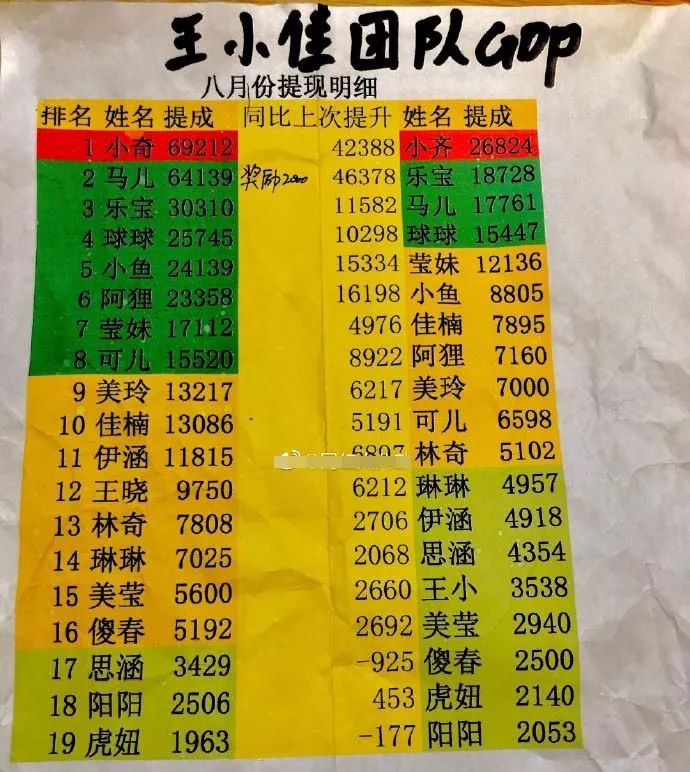 王小佳团队GDP
八月份提现明细
排名 姓名 提成 同比上次提升 姓名 提成
1 小奇 69212 42388 小齐 26824
2 马儿 64139 奖励2000 46378 乐宝 18728
3 乐宝 30310 11582 马儿 17761
4 球球 25745 10298 球球 15447
5 小鱼 24139 15334 莹妹 12136
6 阿狸 23358 16198 小鱼 8805
7 莹妹 17112 4976 佳楠 7895
8 可儿 15520 8922 阿狸 7160
9 美玲 13217 6217 美玲 7000
10 佳楠 13086 5191 可儿 6598
11 伊涵 11815 6897 林奇 5102
12 王晓 9750 6212 琳琳 4957
13 林奇 7808 2706 伊涵 4918
14 琳琳 7025 2068 思涵 4354
15 美莹 5600 2660 王小 3538
16 傻春 5192 2692 美莹 2940
17 思涵 3429 -925 傻春 2500
18 阳阳 2506 453 虎妞 2140
19 虎妞 1963 -177 阳阳 2053